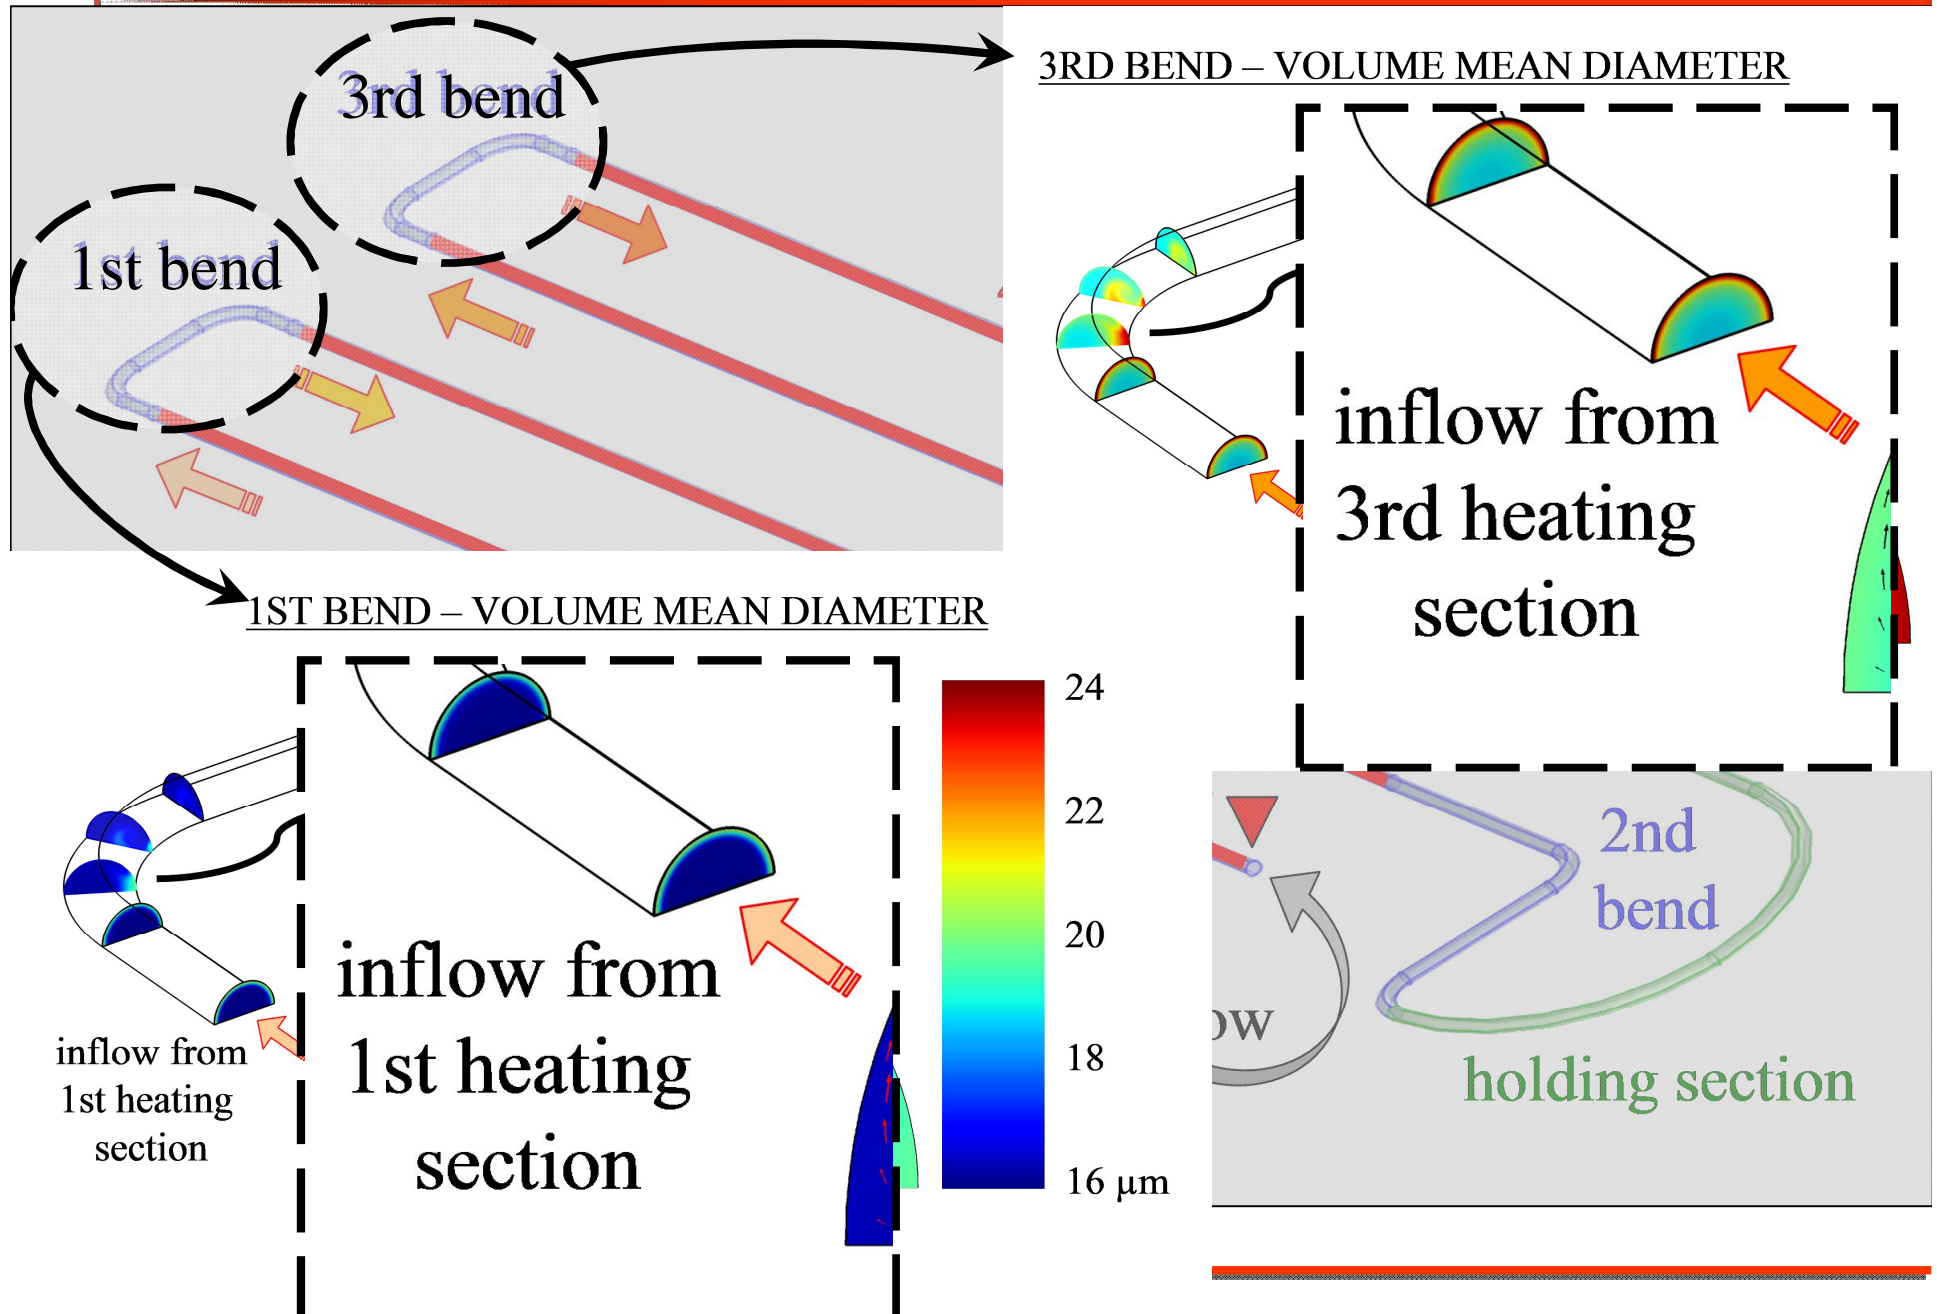 3rd bend
1st bend
3RD BEND – VOLUME MEAN DIAMETER
inflow from
3rd heating
section
1ST BEND – VOLUME MEAN DIAMETER
inflow from
1st heating
section
inflow from
1st heating
section
24
22
20
18
16 µm
2nd
bend
holding section